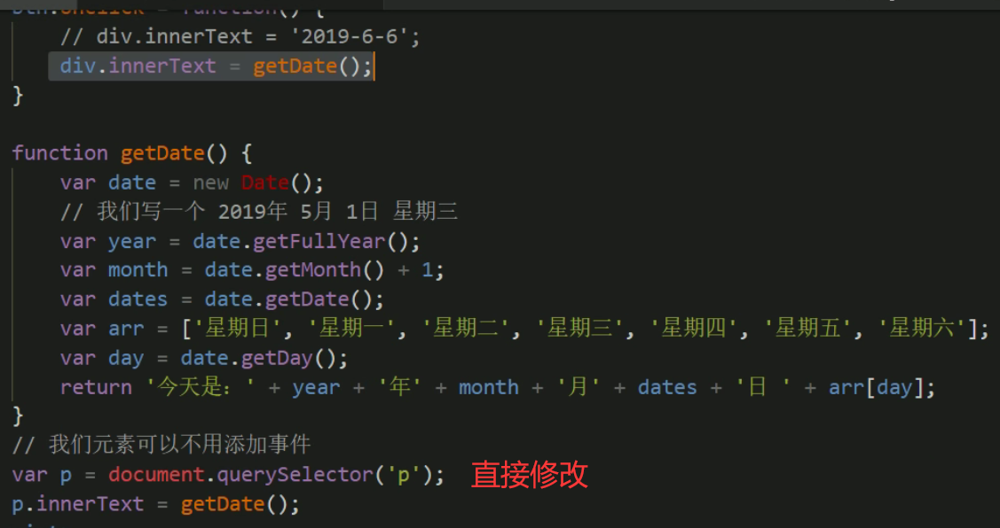 btn.onclick = function() {
// div.innerText = '2019-6-6';
div.innerText = getDate();
}
function getDate() {
var date = new Date();
// 我们写一个 2019年 5月 1日 星期三
var year = date.getFullYear();
var month = date.getMonth() + 1;
var dates = date.getDate();
var arr = ['星期日', '星期一', '星期二', '星期三', '星期四', '星期五', '星期六'];
var day = date.getDay();
return '今天是：' + year + '年' + month + '月' + dates + '日 ' + arr[day];
}
// 我们元素可以不用添加事件
var p = document.querySelector('p'); 直接修改
p.innerText = getDate();